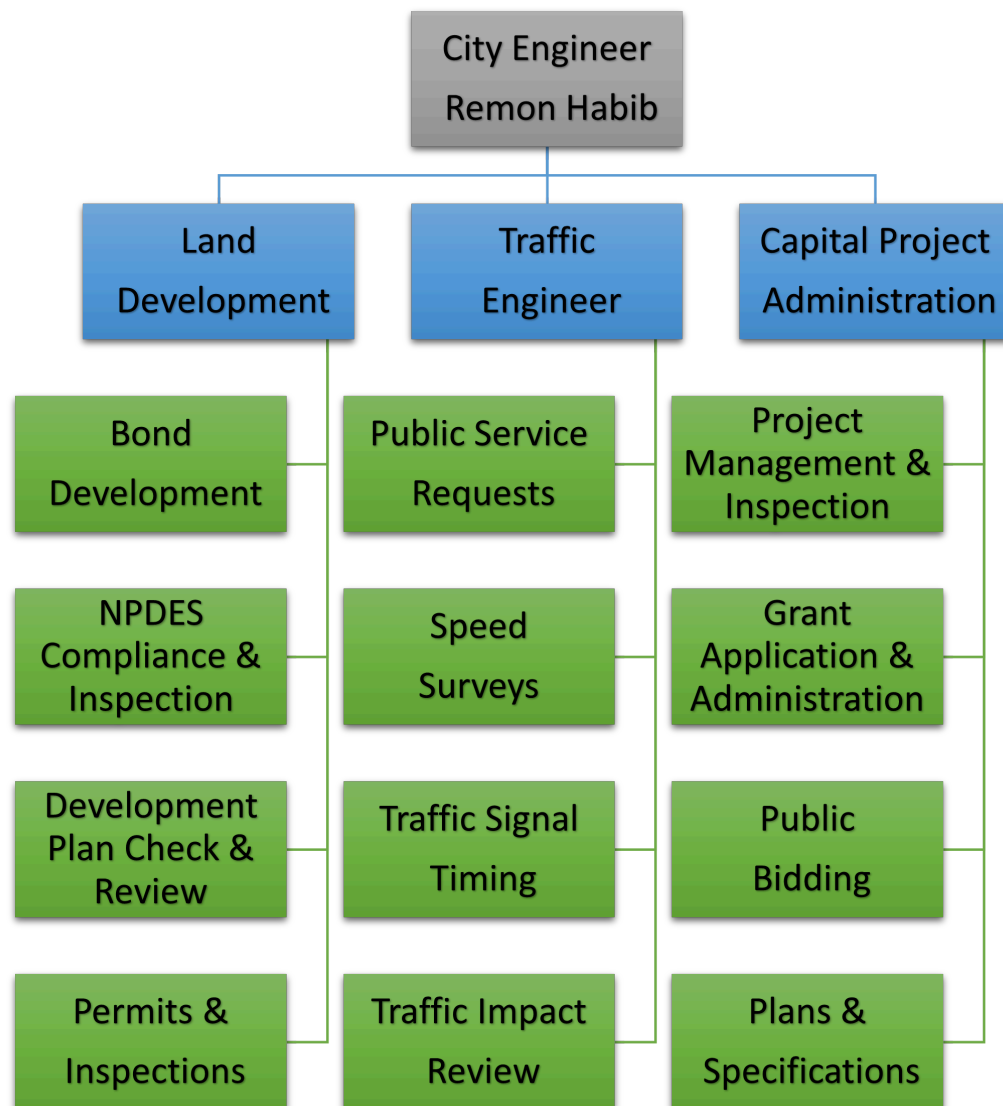 City Engineer
Remon Habib
Land
Development
Traffic
Engineer
Capital Project
Administration
Bond
Development
NPDES
Compliance &
Inspection
Development
Plan Check &
Review
Permits &
Inspections
Public Service
Requests
Speed
Surveys
Traffic Signal
Timing
Traffic Impact
Review
Project
Management &
Inspection
Grant
Application &
Administration
Public
Bidding
Plans &
Specifications